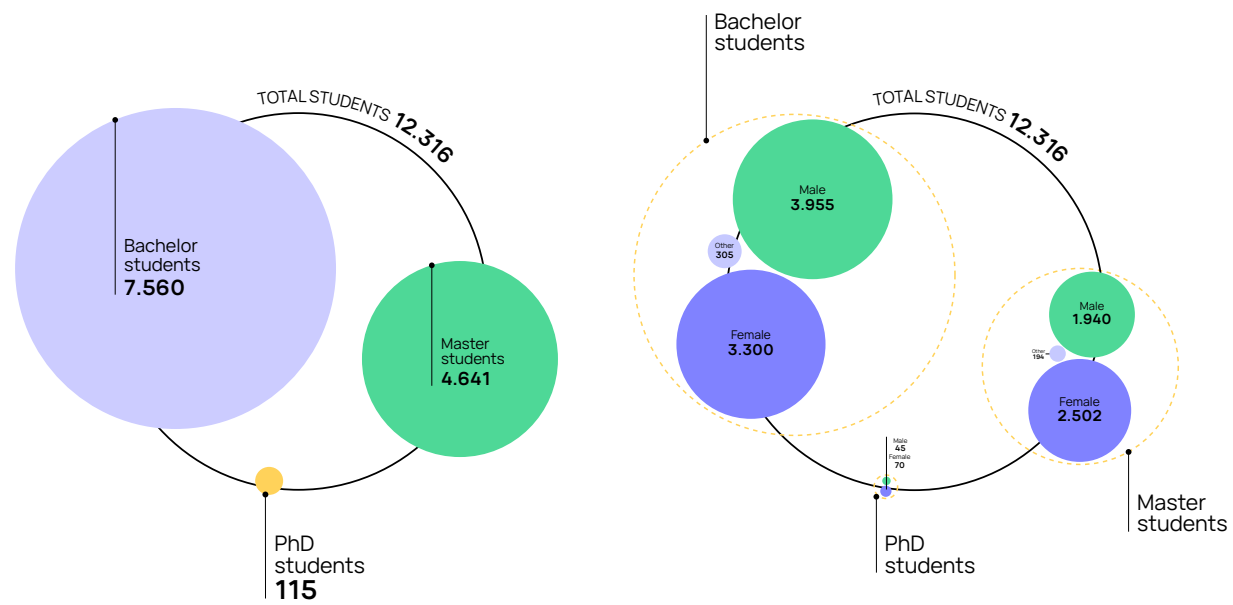 TOTAL STUDENTS 12.316
Bachelor
students
7.560
Master
students
4.641
PhD
students
115
Bachelor
students
TOTAL STUDENTS 12.316
Male
3.955
Other
305
Female
3.300
Male
1.940
Other
194
Female
2.502
Male
45
Female
70
Master
students
PhD
students